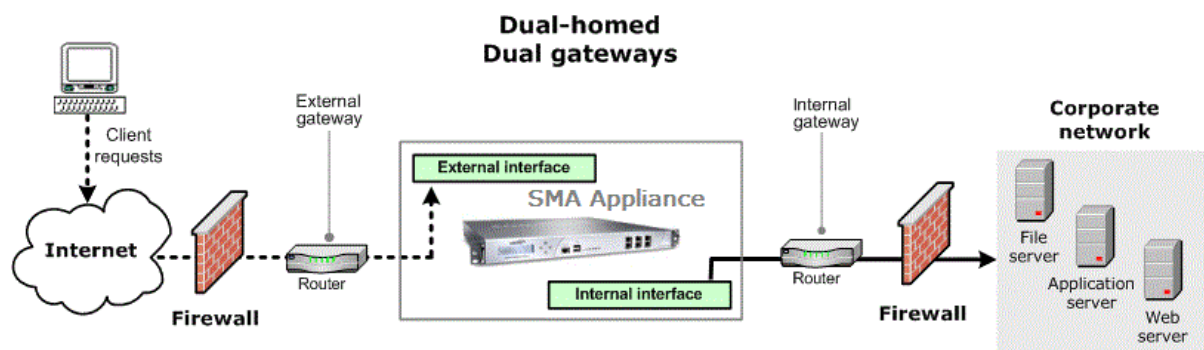 Dual-homed
Dual gateways
Client
requests
External
gateway
Internal
gateway
Corporate
network
External interface
SMA Appliance
Internet
Router
Firewall
Internal interface
Router
Firewall
File
server
Application
server
Web
server